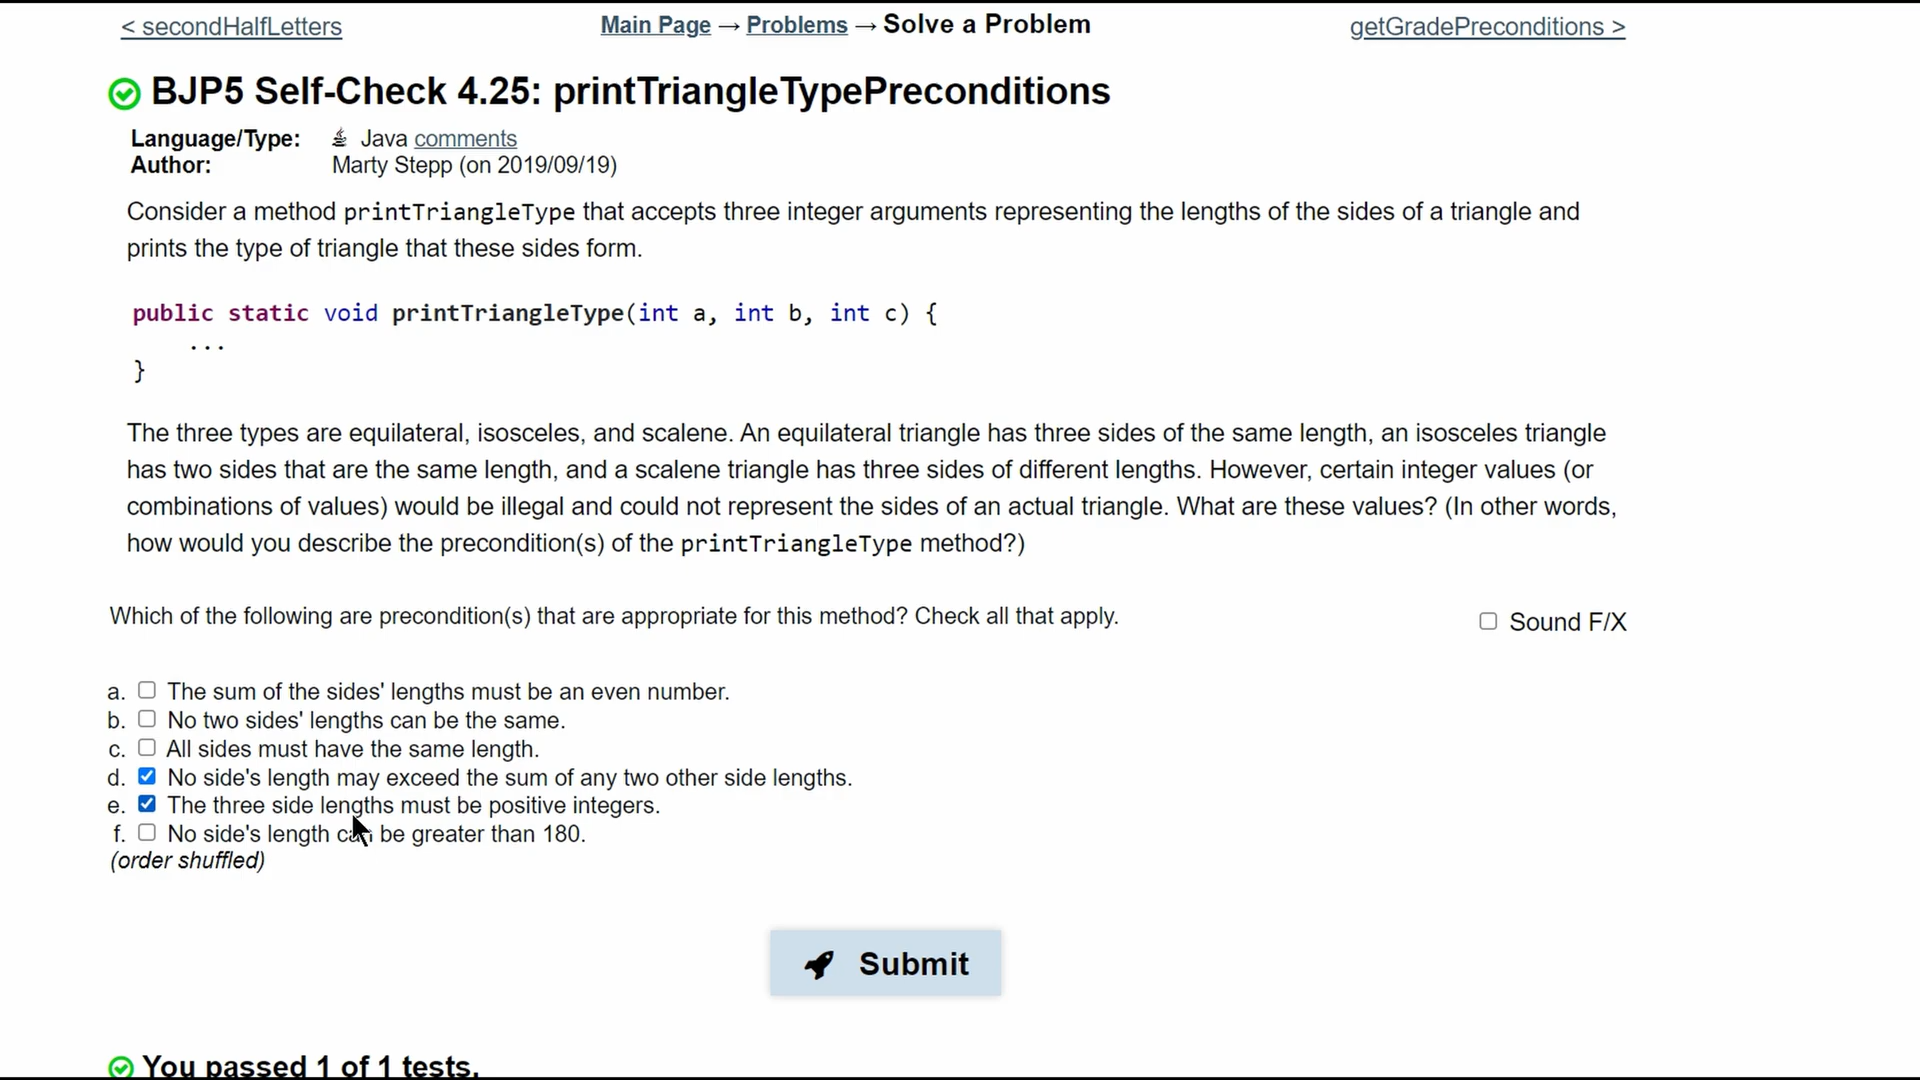 < secondHalfLetters Main Page → Problems → Solve a Problem getGradePreconditions >
BJP5 Self-Check 4.25: printTriangleTypePreconditions
Language/Type: Java comments
Author: Marty Stepp (on 2019/09/19)
Consider a method printTriangleType that accepts three integer arguments representing the lengths of the sides of a triangle and
prints the type of triangle that these sides form.
public static void printTriangleType(int a, int b, int c) {
...
}
The three types are equilateral, isosceles, and scalene. An equilateral triangle has three sides of the same length, an isosceles triangle
has two sides that are the same length, and a scalene triangle has three sides of different lengths. However, certain integer values (or
combinations of values) would be illegal and could not represent the sides of an actual triangle. What are these values? (In other words,
how would you describe the precondition(s) of the printTriangleType method?)
Which of the following are precondition(s) that are appropriate for this method? Check all that apply.
Sound F/X
a. The sum of the sides' lengths must be an even number.
b. No two sides' lengths can be the same.
c. All sides must have the same length.
d. No side's length may exceed the sum of any two other side lengths.
e. The three side lengths must be positive integers.
f. No side's length can be greater than 180.
(order shuffled)
Submit
You passed 1 of 1 tests.